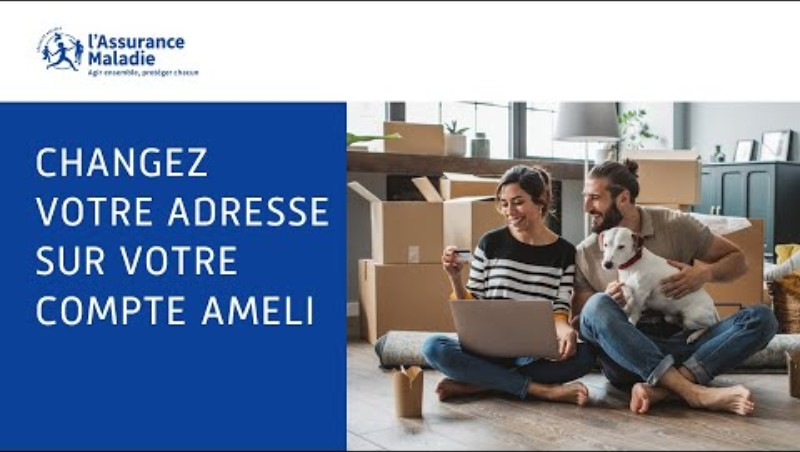 l'Assurance
Maladie
Agir ensemble, protéger chacun
CHANGEZ
VOTRE ADRESSE
SUR VOTRE
COMPTE AMELI